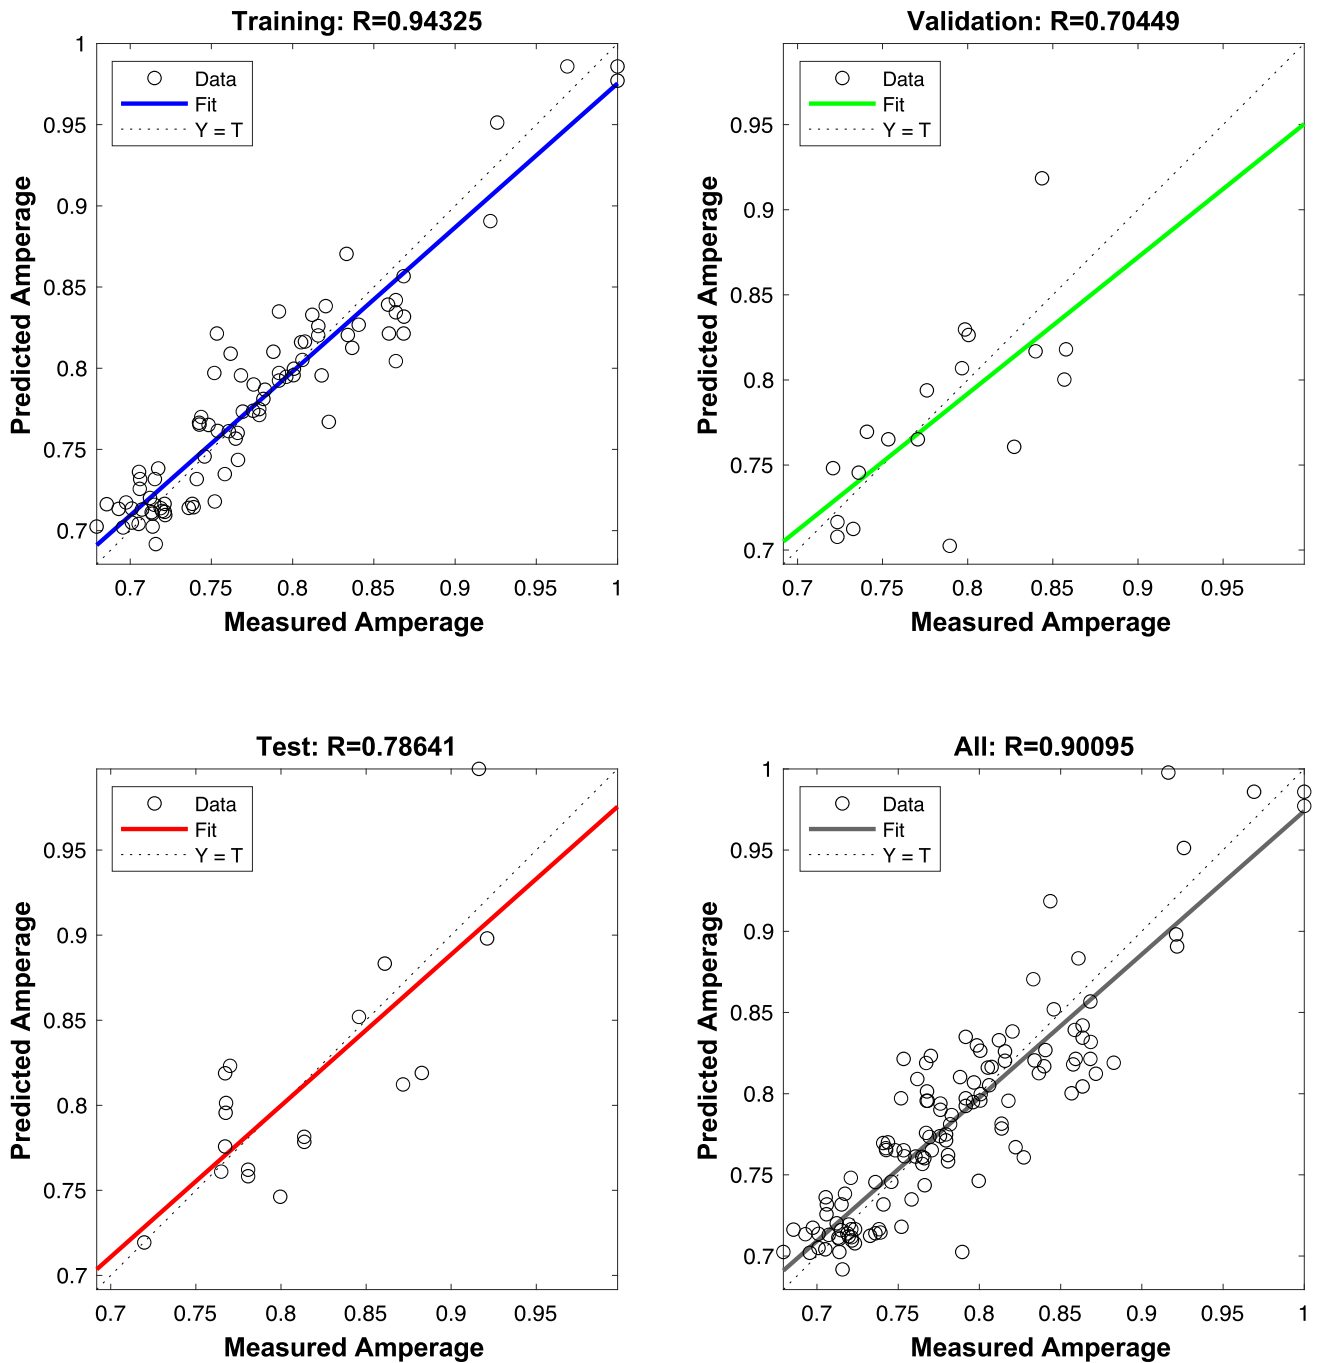 Training: R=0.94325
Data
Fit
Y = T
1
0.95
0.9
0.85
0.8
0.75
0.7
Predicted Amperage
0.7 0.75 0.8 0.85 0.9 0.95 1
Measured Amperage
Validation: R=0.70449
Data
Fit
Y = T
0.95
0.9
0.85
0.8
0.75
0.7
Predicted Amperage
0.7 0.75 0.8 0.85 0.9 0.95
Measured Amperage
Test: R=0.78641
Data
Fit
Y = T
0.95
0.9
0.85
0.8
0.75
0.7
Predicted Amperage
0.7 0.75 0.8 0.85 0.9 0.95
Measured Amperage
All: R=0.90095
Data
Fit
Y = T
1
0.95
0.9
0.85
0.8
0.75
0.7
Predicted Amperage
0.7 0.75 0.8 0.85 0.9 0.95 1
Measured Amperage